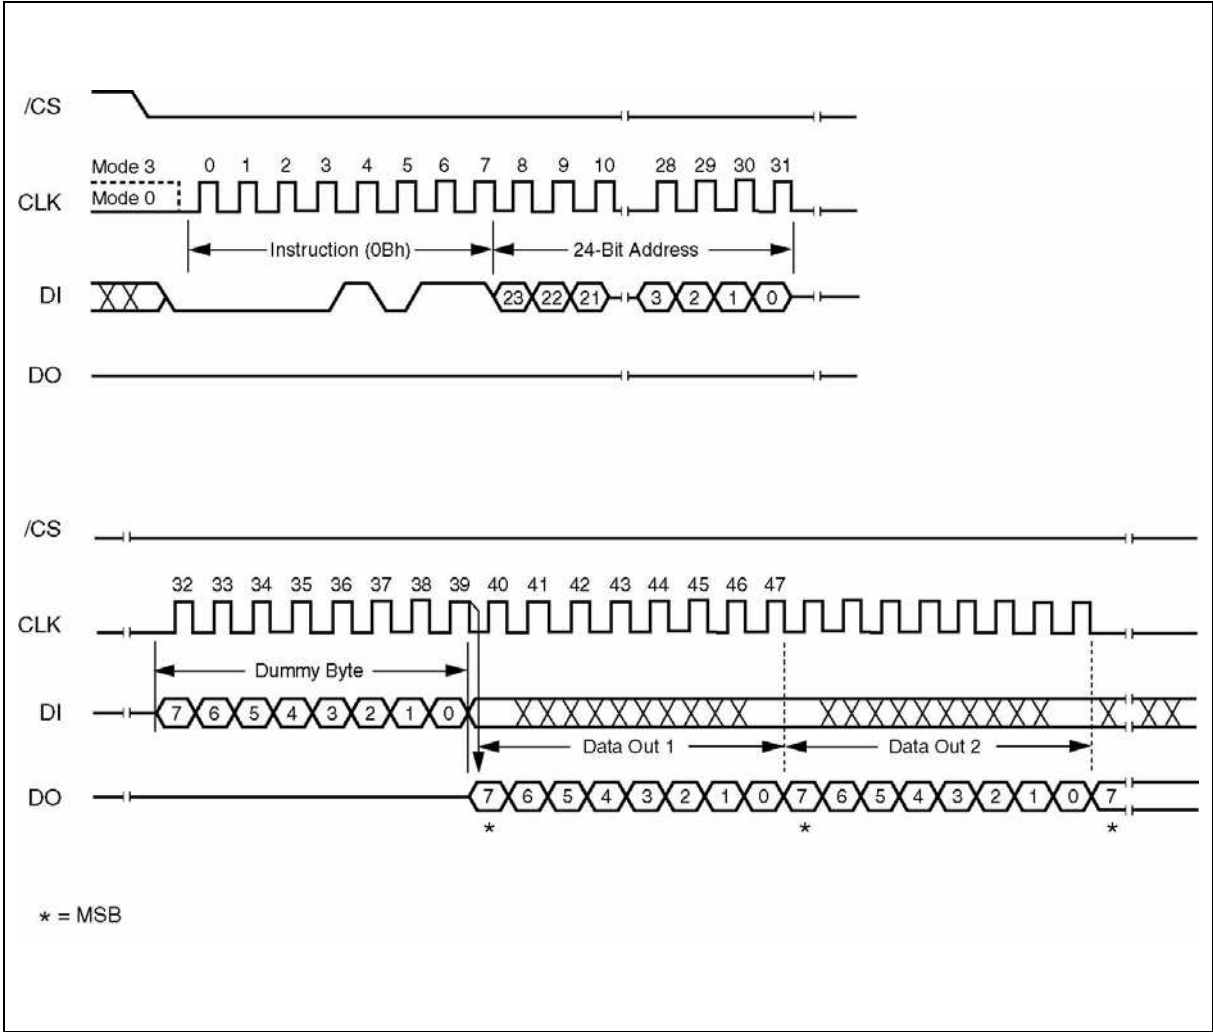 /CS
Mode 3 0 1 2 3 4 5 6 7 8 9 10 28 29 30 31
CLK Mode 0
Instruction (0Bh) 24-Bit Address
DI 23 22 21 3 2 1 0
DO
/CS
32 33 34 35 36 37 38 39 40 41 42 43 44 45 46 47
CLK
Dummy Byte
DI 7 6 5 4 3 2 1 0
Data Out 1 Data Out 2
DO 7 6 5 4 3 2 1 0 7 6 5 4 3 2 1 0 7
* * *
* = MSB